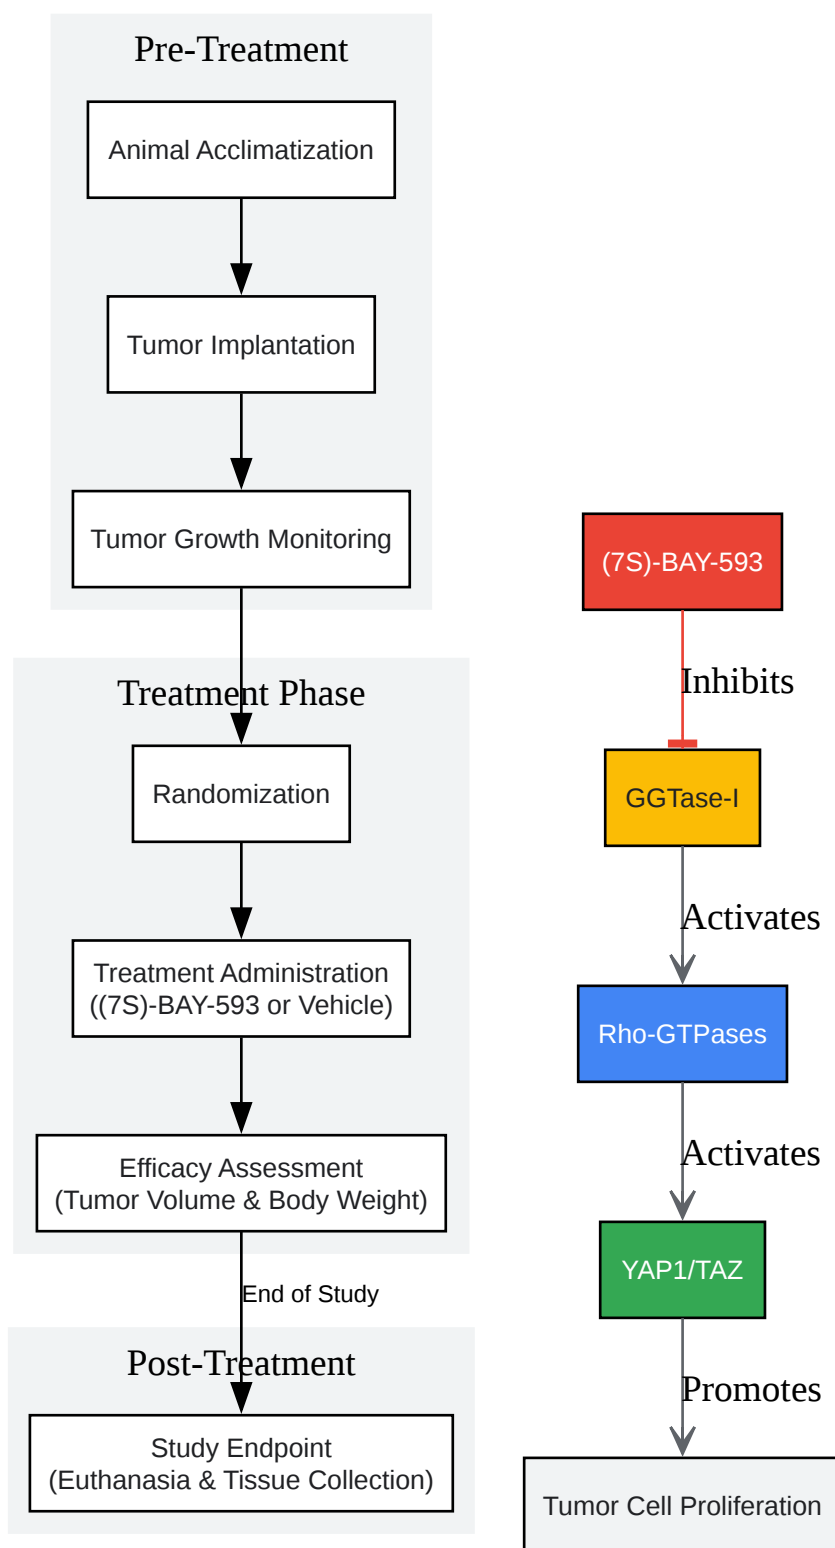 Pre-Treatment
Animal Acclimatization
Tumor Implantation
Tumor Growth Monitoring
Treatment Phase
Randomization
Treatment Administration
((7S)-BAY-593 or Vehicle)
Efficacy Assessment
(Tumor Volume & Body Weight)
End of Study
Post-Treatment
Study Endpoint
(Euthanasia & Tissue Collection)
(7S)-BAY-593
Inhibits
GGTase-I
Activates
Rho-GTPases
Activates
YAP1/TAZ
Promotes
Tumor Cell Proliferation